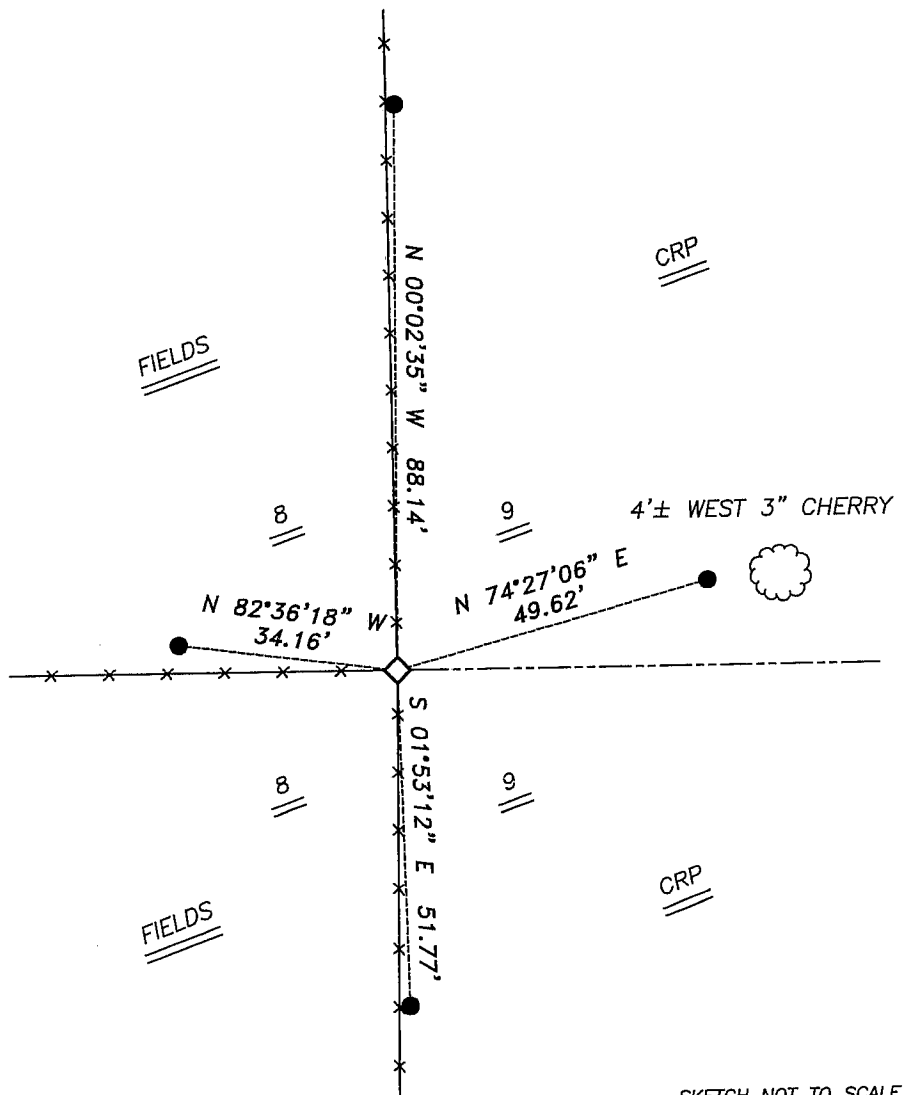 CRP
FIELDS
N 00°02'35" W 88.14'
8
9
4'± WEST 3" CHERRY
N 82°36'18" W
34.16'
N 74°27'06" E
49.62'
S 01°53'12" E 51.77'
8
9
CRP
FIELDS
SKETCH NOT TO SCALE